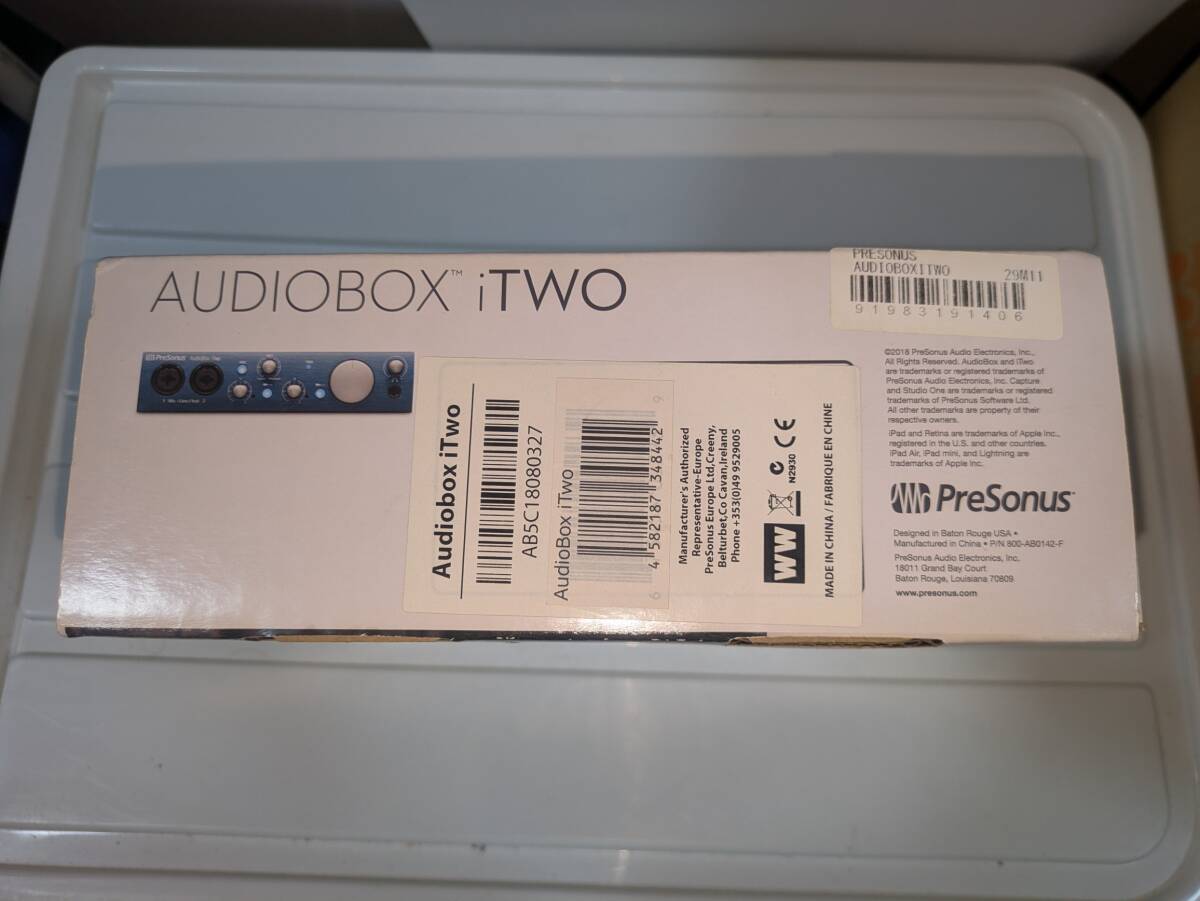 AUDIOBOX™ iTWO
PRESONUS
AUDIOBOXITWO 29M11
91983191406
PreSonus AudioBox iTwo
Audiobox iTwo
AB5C18080327
AudioBox iTwo
4 582187 348442
Manufacturer's Authorized
Representative-Europe
PreSonus Europe Ltd,Creeny,
Belturbet,Co Cavan,Ireland
Phone +353(0)49 9529005
WW
N2930
CE
MADE IN CHINA / FABRIQUE EN CHINE
©2018 PreSonus Audio Electronics, Inc.,
All Rights Reserved. AudioBox and iTwo
are trademarks or registered trademarks of
PreSonus Audio Electronics, Inc. Capture
and Studio One are trademarks or registered
trademarks of PreSonus Software Ltd.
All other trademarks are property of their
respective owners.
iPad and Retina are trademarks of Apple Inc.,
registered in the U.S. and other countries.
iPad Air, iPad mini, and Lightning are
trademarks of Apple Inc.
PreSonus
Designed in Baton Rouge USA •
Manufactured in China • P/N 800-AB0142-F
PreSonus Audio Electronics, Inc.
18011 Grand Bay Court
Baton Rouge, Louisiana 70809
www.presonus.com